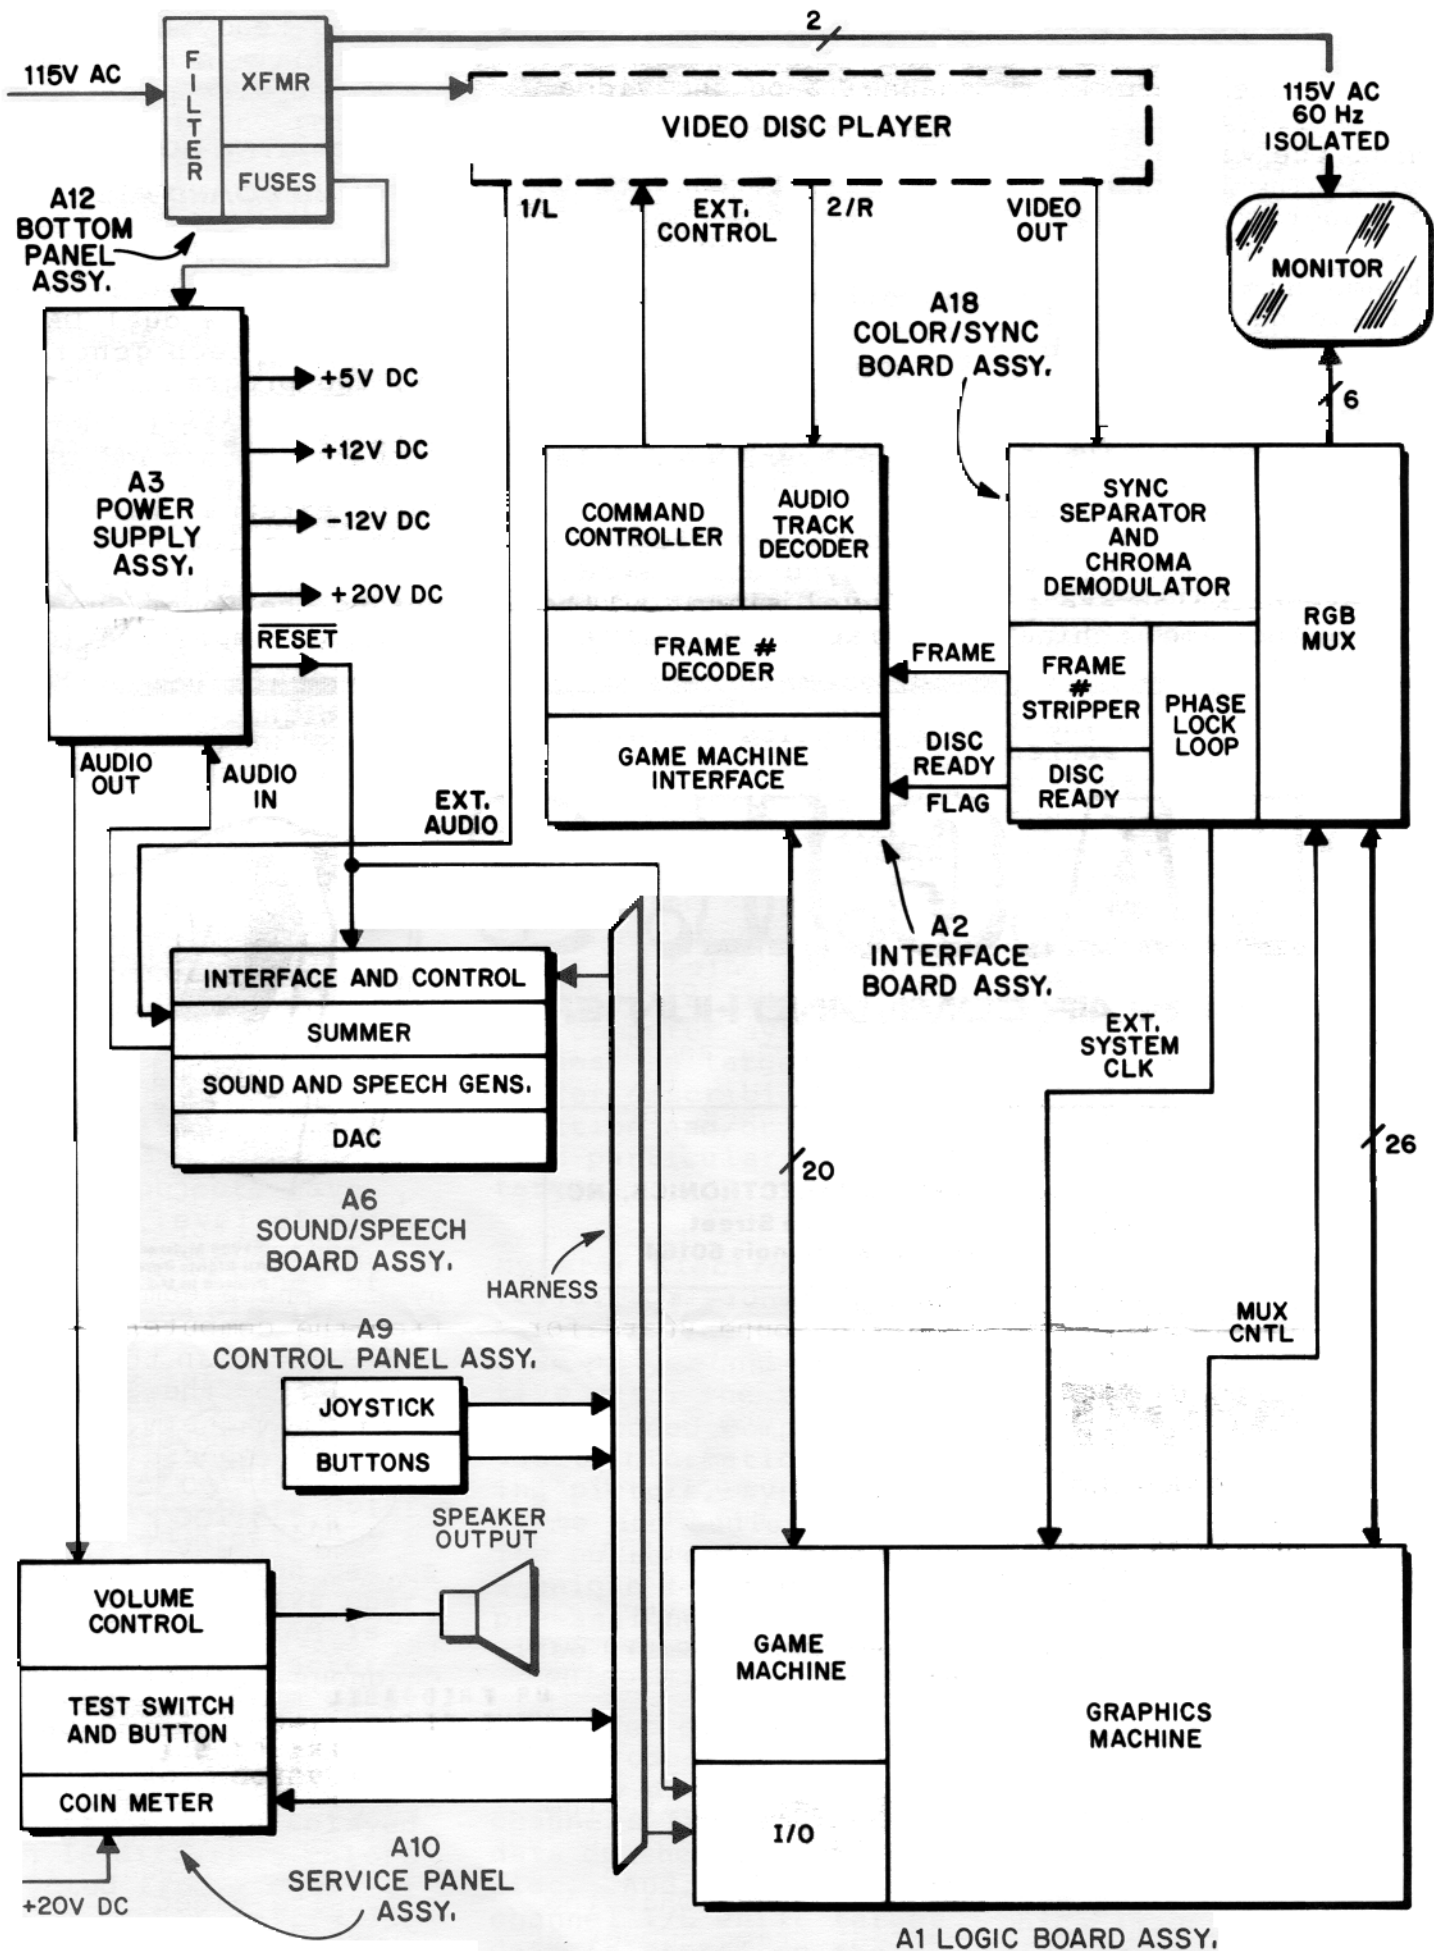 2
115V AC
FILTER
XFMR
FUSES
VIDEO DISC PLAYER
115V AC
60 Hz
ISOLATED
A12
BOTTOM
PANEL
ASSY.
1/L
EXT.
CONTROL
2/R
VIDEO
OUT
MONITOR
A18
COLOR/SYNC
BOARD ASSY.
6
A3
POWER
SUPPLY
ASSY.
+5V DC
+12V DC
-12V DC
+20V DC
RESET
COMMAND
CONTROLLER
AUDIO
TRACK
DECODER
FRAME #
DECODER
GAME MACHINE
INTERFACE
SYNC
SEPARATOR
AND
CHROMA
DEMODULATOR
RGB
MUX
FRAME
FRAME
#
STRIPPER
PHASE
LOCK
LOOP
DISC
READY
FLAG
DISC
READY
AUDIO
OUT
AUDIO
IN
EXT.
AUDIO
A2
INTERFACE
BOARD ASSY.
INTERFACE AND CONTROL
SUMMER
SOUND AND SPEECH GENS.
DAC
EXT.
SYSTEM
CLK
20
26
A6
SOUND/SPEECH
BOARD ASSY.
HARNESS
MUX
CNTL
A9
CONTROL PANEL ASSY.
JOYSTICK
BUTTONS
SPEAKER
OUTPUT
VOLUME
CONTROL
TEST SWITCH
AND BUTTON
COIN METER
GAME
MACHINE
GRAPHICS
MACHINE
I/O
A10
SERVICE PANEL
ASSY.
+20V DC
A1 LOGIC BOARD ASSY.